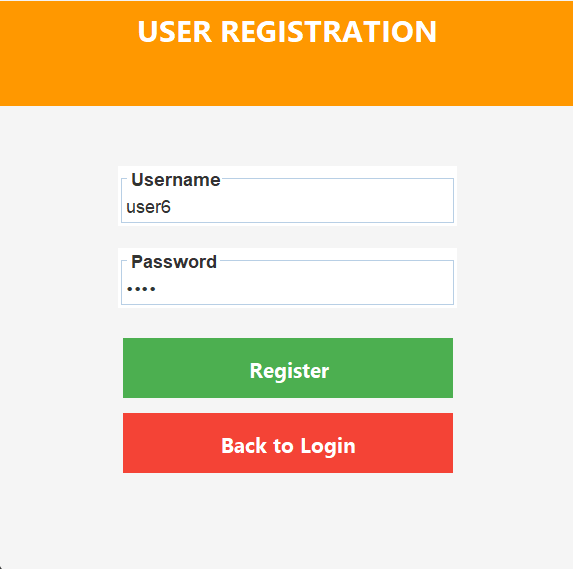 USER REGISTRATION
Username
user6
Password
••••
Register
Back to Login